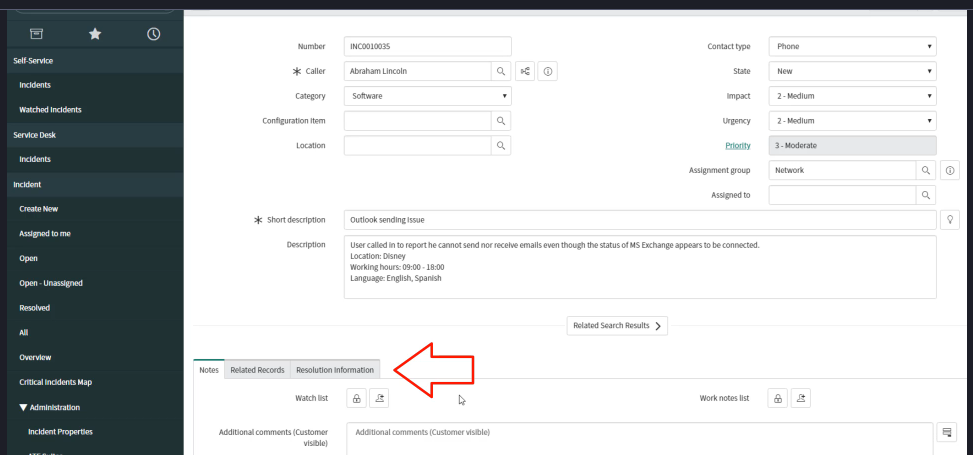 Self-Service
Incidents
Watched Incidents
Service Desk
Incidents
Incident
Create New
Assigned to me
Open
Open - Unassigned
Resolved
All
Overview
Critical Incidents Map
Administration
Incident Properties
Number INC0010035
Caller Abraham Lincoln
Category Software
Configuration item
Location
Contact type Phone
State New
Impact 2 - Medium
Urgency 2 - Medium
Priority 3 - Moderate
Assignment group Network
Assigned to
Short description Outlook sending issue
Description User called in to report he cannot send nor receive emails even though the status of MS Exchange appears to be connected.
Location: Disney
Working hours: 09:00 - 18:00
Language: English, Spanish
Related Search Results
Notes Related Records Resolution Information
Watch list Work notes list
Additional comments (Customer
visible)
Additional comments (Customer visible)